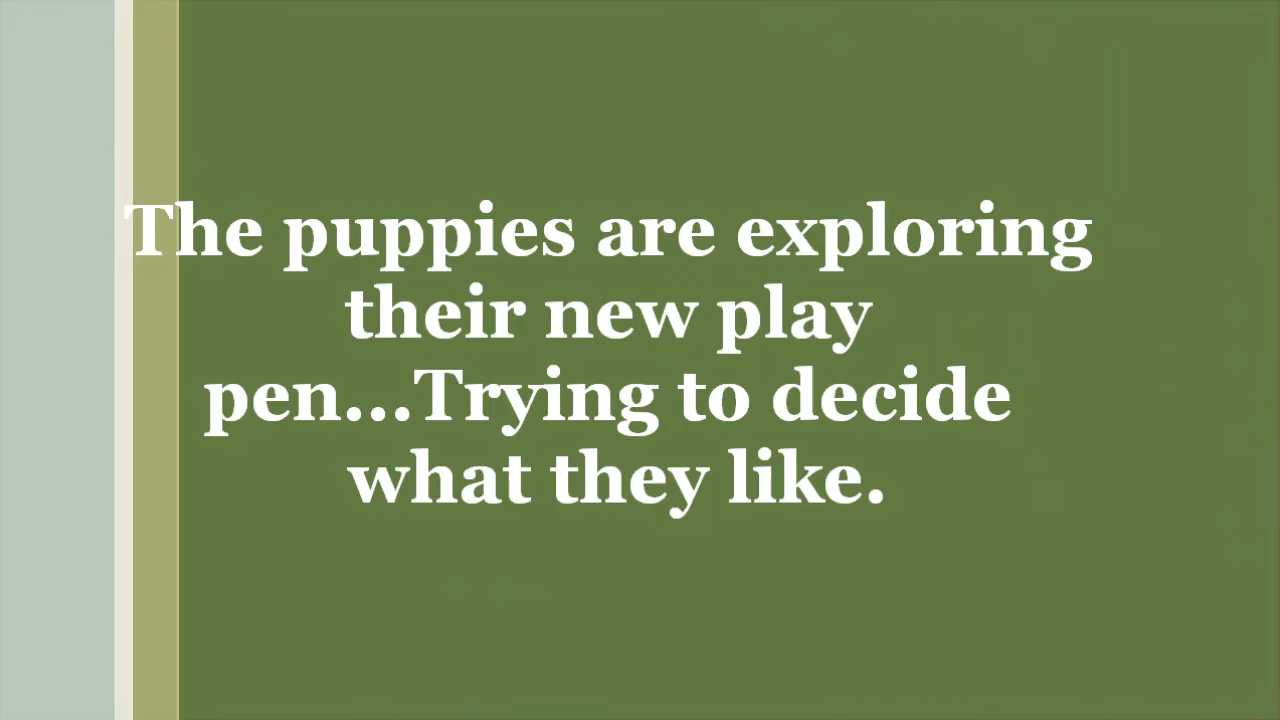 The puppies are exploring
their new play
pen...Trying to decide
what they like.